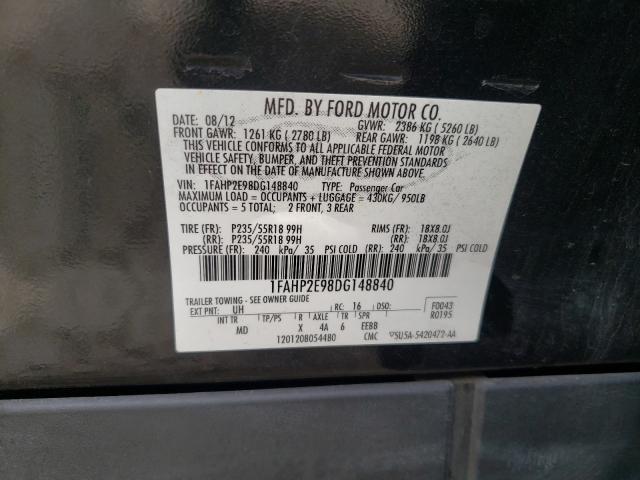 MFD. BY FORD MOTOR CO.
DATE: 08/12 GVWR: 2386 KG ( 5260 LB)
FRONT GAWR: 1261 KG ( 2780 LB) REAR GAWR: 1198 KG ( 2640 LB)
THIS VEHICLE CONFORMS TO ALL APPLICABLE FEDERAL MOTOR
VEHICLE SAFETY, BUMPER, AND THEFT PREVENTION STANDARDS
IN EFFECT ON THE DATE OF MANUFACTURE SHOWN ABOVE.
VIN: 1FAHP2E98DG148840 TYPE: Passenger Car
MAXIMUM LOAD = OCCUPANTS + LUGGAGE = 430KG/ 950LB
OCCUPANTS = 5 TOTAL; 2 FRONT, 3 REAR
TIRE (FR): P235/55R18 99H RIMS (FR): 18X8.0J
(RR): P235/55R18 99H (RR): 18X8.0J
PRESSURE (FR): 240 kPa/ 35 PSI COLD (RR): 240 kPa/ 35 PSI COLD
1FAHP2E98DG148840
TRAILER TOWING - SEE OWNER GUIDE
EXT PNT: UH RC: 16 DSO: F0043
INT TR TP/PS R AXLE TR SPR R0195
MD X 4A 6 EEBB
1201208054480 CMC 5U5A-5420472-AA